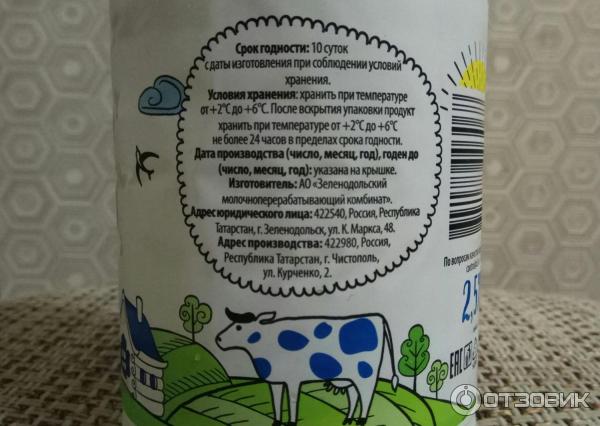 Срок годности: 10 суток
с даты изготовления при соблюдении условий
хранения.
Условия хранения: хранить при температуре
от +2°С до +6°С. После вскрытия упаковки продукт
хранить при температуре от +2°С до +6°С
не более 24 часов в пределах срока годности.
Дата производства (число, месяц, год), годен до
(число, месяц, год): указана на крышке.
Изготовитель: АО «Зеленодольский
молочноперерабатывающий комбинат».
Адрес юридического лица: 422540, Россия, Республика
Татарстан, г. Зеленодольск, ул. К. Маркса, 48.
Адрес производства: 422980, Россия,
Республика Татарстан, г. Чистополь,
ул. Курченко, 2.
По вопросам
2,5
ЕАС
ОТЗОВИК